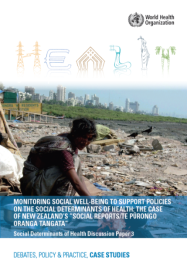 World Health
Organization
HEALTHY
MONITORING SOCIAL WELL-BEING TO SUPPORT POLICIES
ON THE SOCIAL DETERMINANTS OF HEALTH: THE CASE
OF NEW ZEALAND'S "SOCIAL REPORTS/TE PŪRONGO
ORANGA TANGATA"
Social Determinants of Health Discussion Paper 3
DEBATES, POLICY & PRACTICE, CASE STUDIES